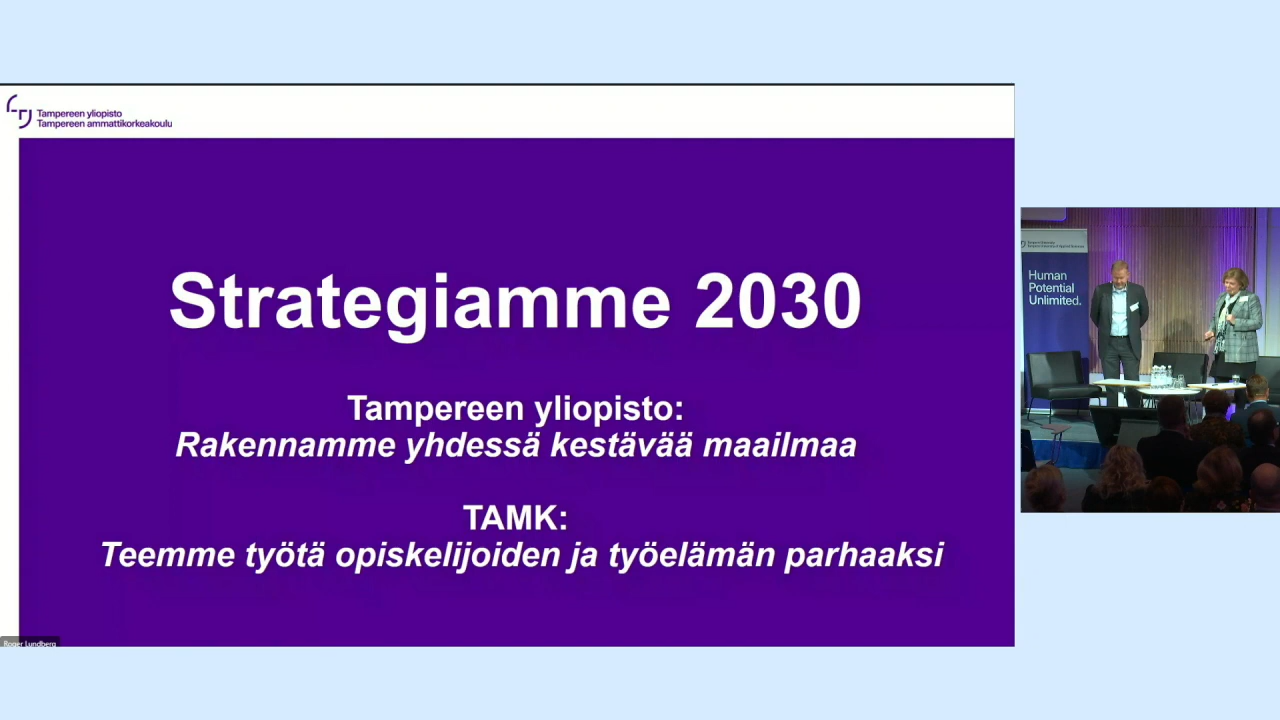 Tampereen yliopisto
Tampereen ammattikorkeakoulu
Strategiamme 2030
Tampereen yliopisto:
Rakennamme yhdessä kestävää maailmaa
TAMK:
Teemme työtä opiskelijoiden ja työelämän parhaaksi
Roger Lundberg
Human
Potential
Unlimited.